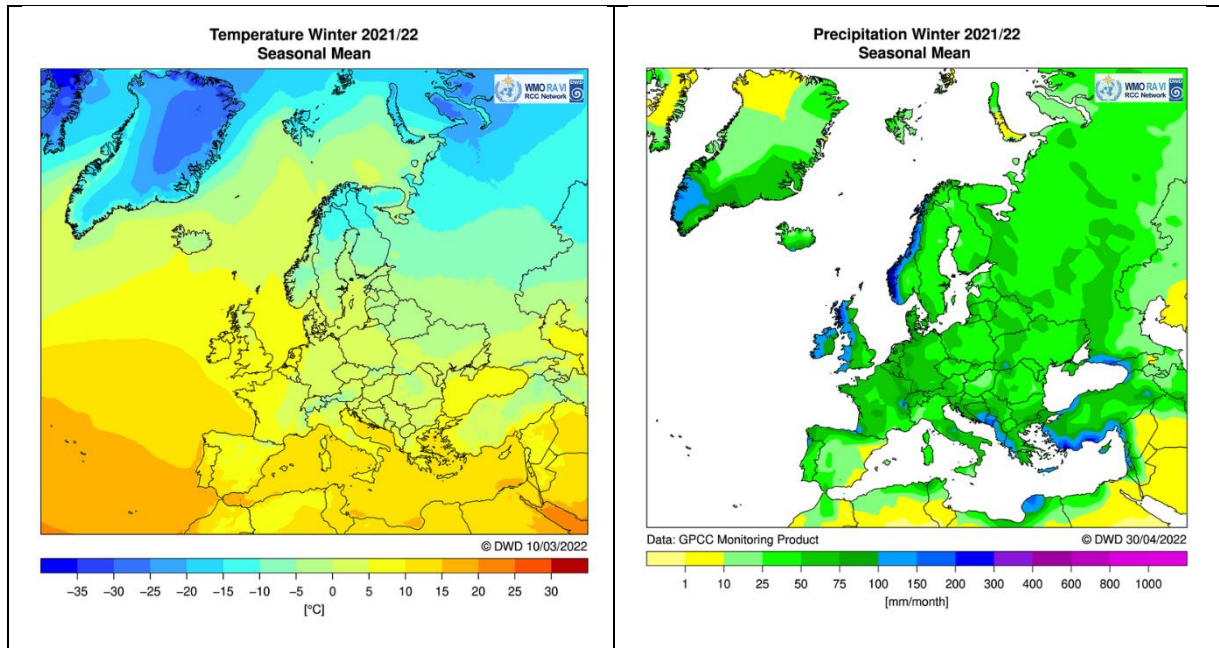 Temperature Winter 2021/22
Seasonal Mean
WMO RA VI
RCC Network
DWD
© DWD 10/03/2022
−35 −30 −25 −20 −15 −10 −5 0 5 10 15 20 25 30
[°C]
Precipitation Winter 2021/22
Seasonal Mean
WMO RA VI
RCC Network
DWD
Data: GPCC Monitoring Product © DWD 30/04/2022
1 10 25 50 75 100 150 200 300 400 600 800 1000
[mm/month]